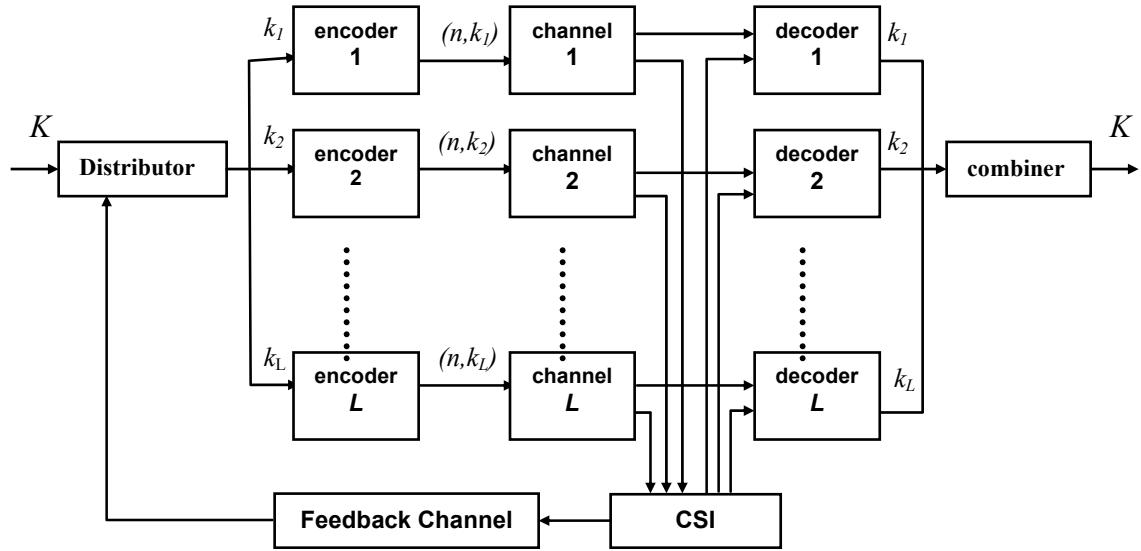 k1 encoder 1 (n,k1) channel 1 decoder 1 k1
K Distributor k2 encoder 2 (n,k2) channel 2 decoder 2 k2 combiner K
kL encoder L (n,kL) channel L decoder L kL
Feedback Channel CSI